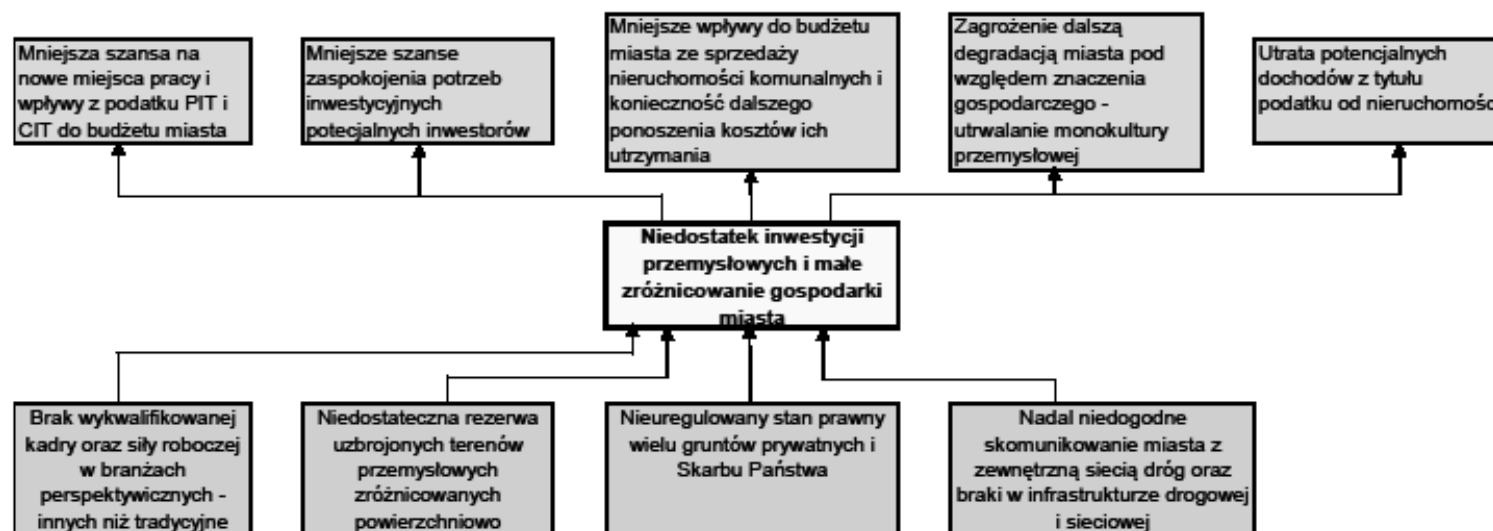 Mniejsza szansa na
nowe miejsca pracy i
wpływy z podatku PIT i
CIT do budżetu miasta
Mniejsze szanse
zaspokojenia potrzeb
inwestycyjnych
potecjalnych inwestorów
Mniejsze wpływy do budżetu
miasta ze sprzedaży
nieruchomości komunalnych i
konieczność dalszego
ponoszenia kosztów ich
utrzymania
Zagrożenie dalszą
degradacją miasta pod
względem znaczenia
gospodarczego -
utrwalanie monokultury
przemysłowej
Utrata potencjalnych
dochodów z tytułu
podatku od nieruchomośc
Niedostatek inwestycji
przemysłowych i małe
zróżnicowanie gospodarki
miasta
Brak wykwalifikowanej
kadry oraz siły roboczej
w branżach
perspektywicznych -
innych niż tradycyjne
Niedostateczna rezerwa
uzbrojonych terenów
przemysłowych
zróżnicowanych
powierzchniowo
Nieuregulowany stan prawny
wielu gruntów prywatnych i
Skarbu Państwa
Nadal niedogodne
skomunikowanie miasta z
zewnętrzną siecią dróg oraz
braki w infrastrukturze drogowej
i sieciowej